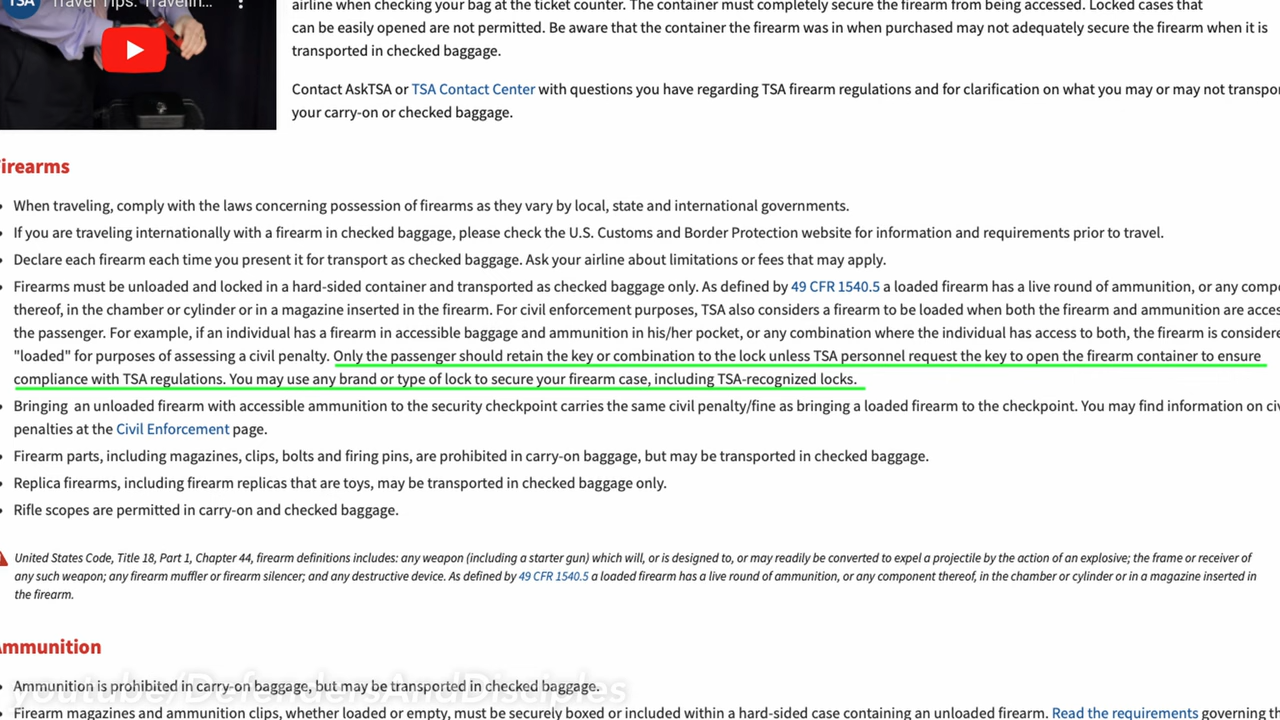 TSA Travel Tips: Travelin...
airline when checking your bag at the ticket counter. The container must completely secure the firearm from being accessed. Locked cases that
can be easily opened are not permitted. Be aware that the container the firearm was in when purchased may not adequately secure the firearm when it is
transported in checked baggage.
Contact AskTSA or TSA Contact Center with questions you have regarding TSA firearm regulations and for clarification on what you may or may not transpor
your carry-on or checked baggage.
Firearms
• When traveling, comply with the laws concerning possession of firearms as they vary by local, state and international governments.
• If you are traveling internationally with a firearm in checked baggage, please check the U.S. Customs and Border Protection website for information and requirements prior to travel.
• Declare each firearm each time you present it for transport as checked baggage. Ask your airline about limitations or fees that may apply.
• Firearms must be unloaded and locked in a hard-sided container and transported as checked baggage only. As defined by 49 CFR 1540.5 a loaded firearm has a live round of ammunition, or any compo
thereof, in the chamber or cylinder or in a magazine inserted in the firearm. For civil enforcement purposes, TSA also considers a firearm to be loaded when both the firearm and ammunition are acces
the passenger. For example, if an individual has a firearm in accessible baggage and ammunition in his/her pocket, or any combination where the individual has access to both, the firearm is considere
"loaded" for purposes of assessing a civil penalty. Only the passenger should retain the key or combination to the lock unless TSA personnel request the key to open the firearm container to ensure
compliance with TSA regulations. You may use any brand or type of lock to secure your firearm case, including TSA-recognized locks.
• Bringing an unloaded firearm with accessible ammunition to the security checkpoint carries the same civil penalty/fine as bringing a loaded firearm to the checkpoint. You may find information on civ
penalties at the Civil Enforcement page.
• Firearm parts, including magazines, clips, bolts and firing pins, are prohibited in carry-on baggage, but may be transported in checked baggage.
• Replica firearms, including firearm replicas that are toys, may be transported in checked baggage only.
• Rifle scopes are permitted in carry-on and checked baggage.
United States Code, Title 18, Part 1, Chapter 44, firearm definitions includes: any weapon (including a starter gun) which will, or is designed to, or may readily be converted to expel a projectile by the action of an explosive; the frame or receiver of
any such weapon; any firearm muffler or firearm silencer; and any destructive device. As defined by 49 CFR 1540.5 a loaded firearm has a live round of ammunition, or any component thereof, in the chamber or cylinder or in a magazine inserted in
the firearm.
Ammunition
• Ammunition is prohibited in carry-on baggage, but may be transported in checked baggage.
youtube/DefendersAndDisciples
• Firearm magazines and ammunition clips, whether loaded or empty, must be securely boxed or included within a hard-sided case containing an unloaded firearm. Read the requirements governing th